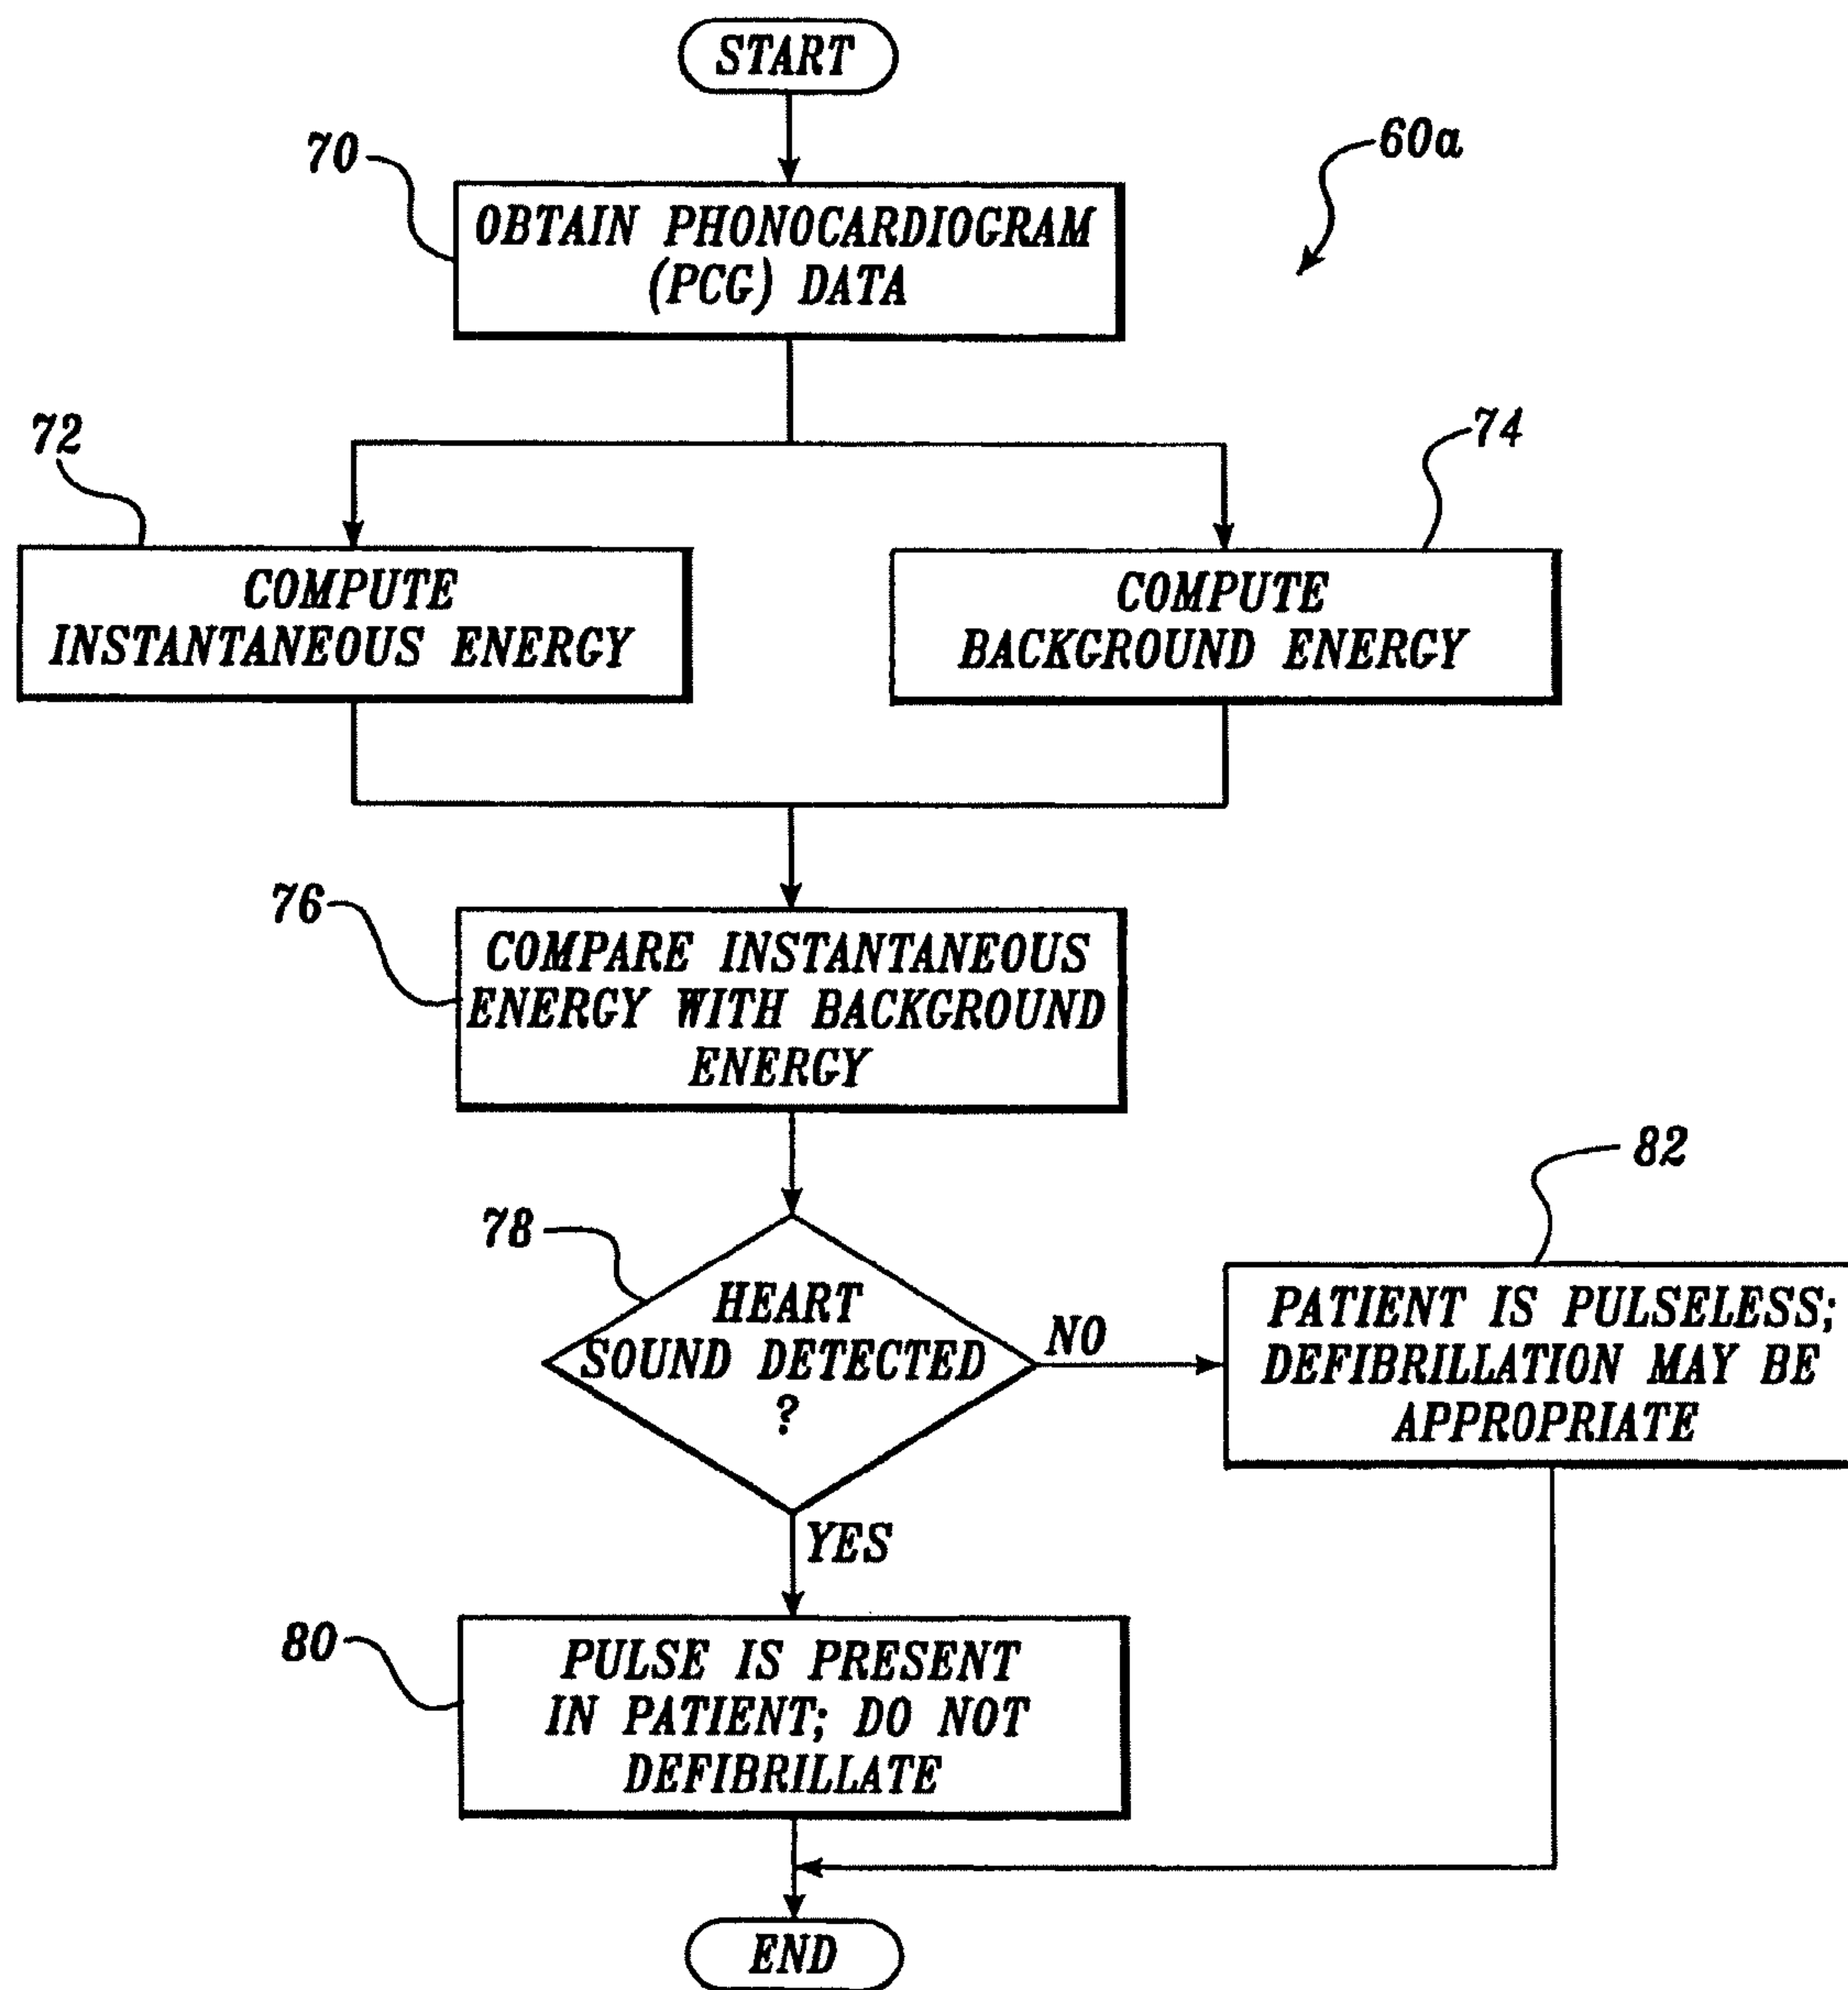 START
60a
70
OBTAIN PHONOCARDIOGRAM
(PCG) DATA
72
74
COMPUTE
INSTANTANEOUS ENERGY
COMPUTE
BACKGROUND ENERGY
76
COMPARE INSTANTANEOUS
ENERGY WITH BACKGROUND
ENERGY
78
HEART
SOUND DETECTED
?
NO
82
PATIENT IS PULSELESS;
DEFIBRILLATION MAY BE
APPROPRIATE
YES
80
PULSE IS PRESENT
IN PATIENT; DO NOT
DEFIBRILLATE
END